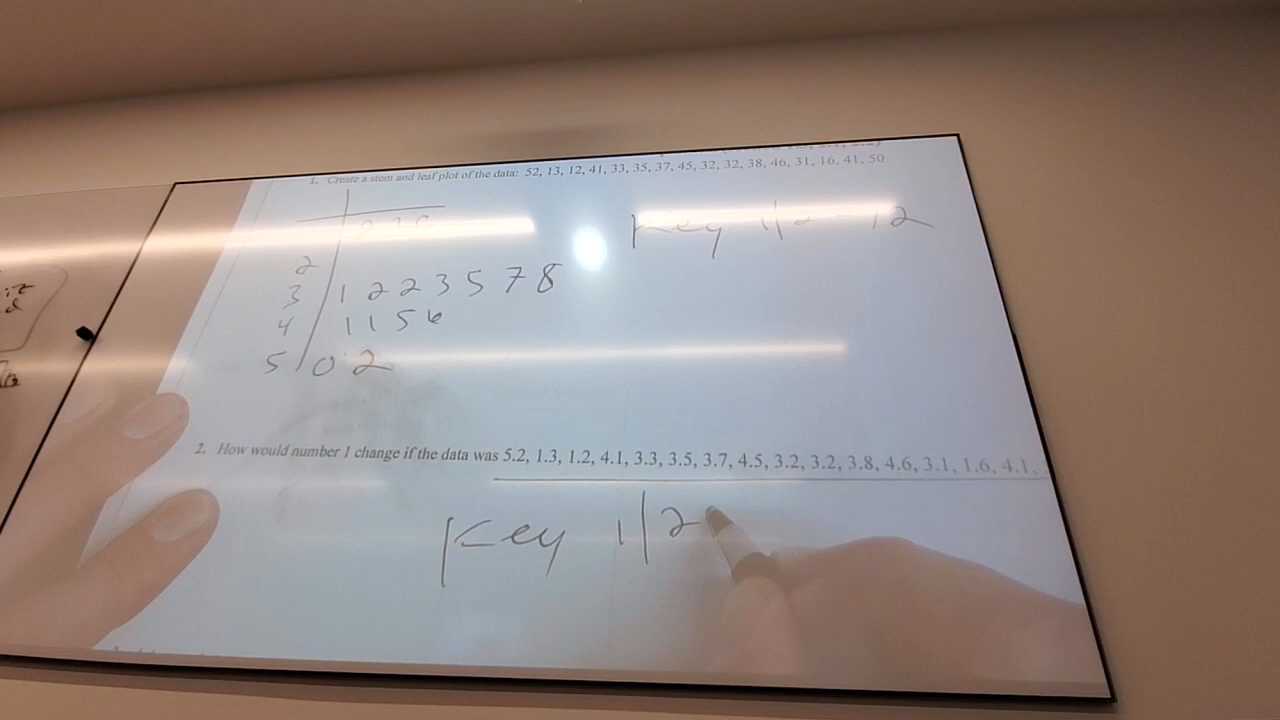 1. Create a stem and leaf plot of the data: 52, 13, 12, 41, 33, 35, 37, 45, 32, 32, 38, 46, 31, 16, 41, 50
Key 1|2 = 12
2
3 | 1 2 2 3 5 7 8
4 | 1 1 5 6
5 | 0 2
2. How would number 1 change if the data was 5.2, 1.3, 1.2, 4.1, 3.3, 3.5, 3.7, 4.5, 3.2, 3.2, 3.8, 4.6, 3.1, 1.6, 4.1,
Key 1|2